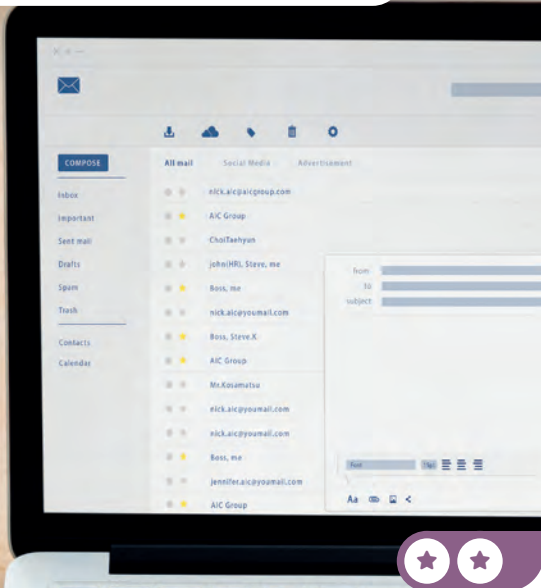 COMPOSE
Inbox
Important
Sent mail
Drafts
Spam
Trash
Contacts
Calendar
All mail
Social Media
Advertisement
nick.aic@aicgroup.com
AIC Group
ChoiTaehyun
john(HR), Steve, me
Boss, me
nick.aic@youmail.com
Boss, Steve.K
AIC Group
Mr.Kosamatsu
nick.aic@youmail.com
nick.aic@youmail.com
Boss, me
jennifer.aic@youmail.com
AIC Group
from
to
subject
Font
Aa